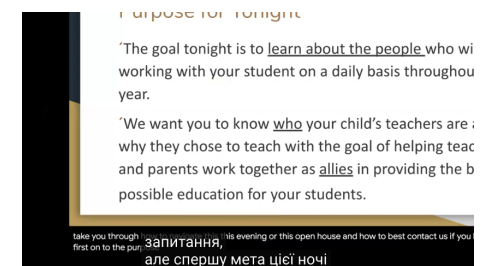 Purpose for Tonight
´The goal tonight is to learn about the people who wi
working with your student on a daily basis throughou
year.
´We want you to know who your child's teachers are a
why they chose to teach with the goal of helping teac
and parents work together as allies in providing the b
possible education for your students.
take you through how to navigate this this evening or this open house and how to best contact us if you
first on to the purpose
запитання,
але спершу мета цієї ночі